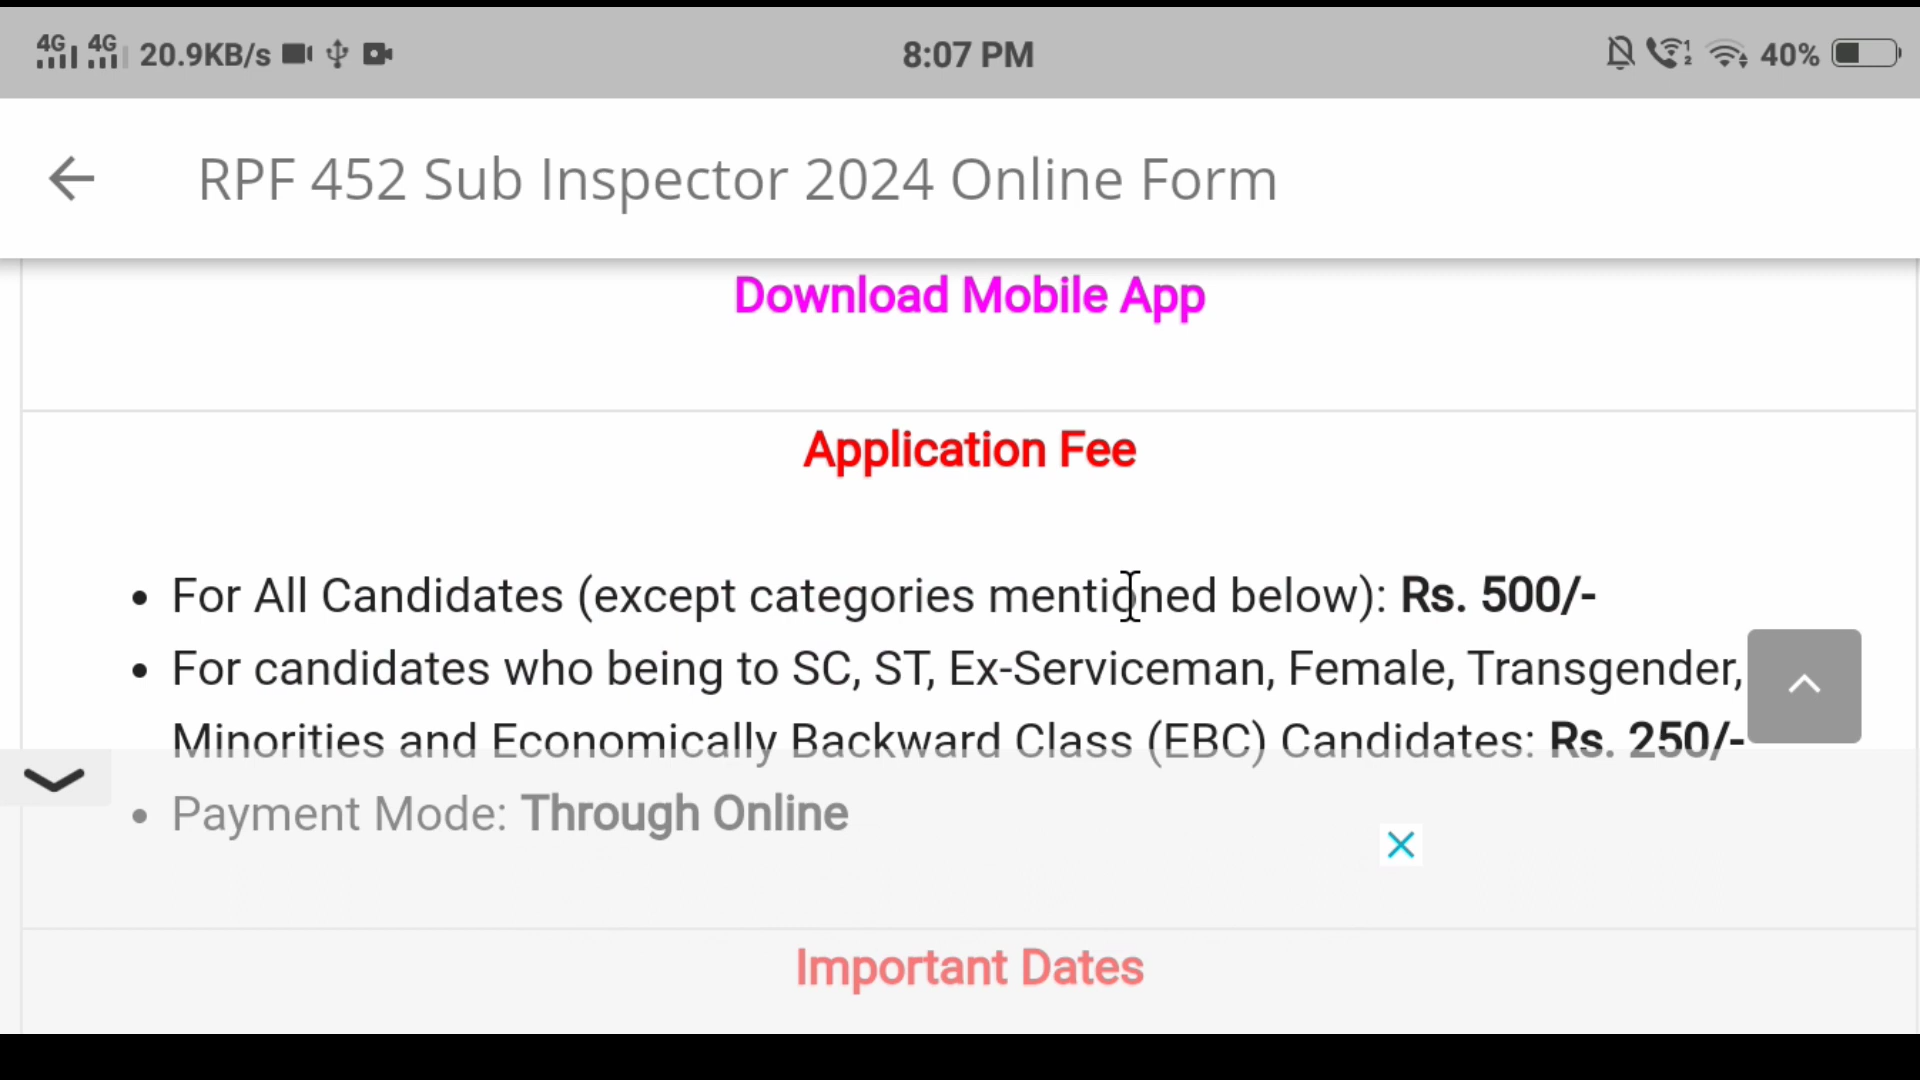 4G 4G 20.9KB/s 8:07 PM 1 2 40%
RPF 452 Sub Inspector 2024 Online Form
Download Mobile App
Application Fee
• For All Candidates (except categories mentioned below): Rs. 500/-
• For candidates who being to SC, ST, Ex-Serviceman, Female, Transgender,
Minorities and Economically Backward Class (EBC) Candidates: Rs. 250/-
• Payment Mode: Through Online
Important Dates